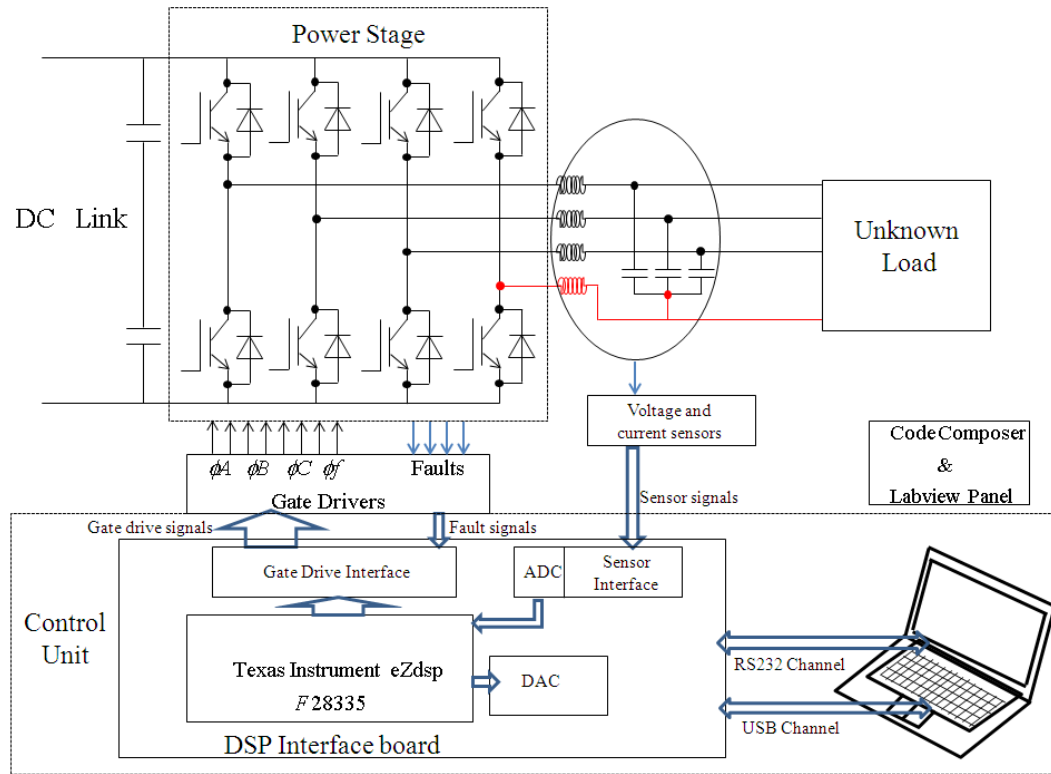 Power Stage
DC Link
Unknown
Load
Voltage and
current sensors
Code Composer
&
Labview Panel
ϕA ϕB ϕC ϕf
Faults
Gate Drivers
Sensor signals
Gate drive signals
Fault signals
Gate Drive Interface
ADC
Sensor
Interface
Control
Unit
Texas Instrument eZdsp
F28335
DAC
RS232 Channel
USB Channel
DSP Interface board